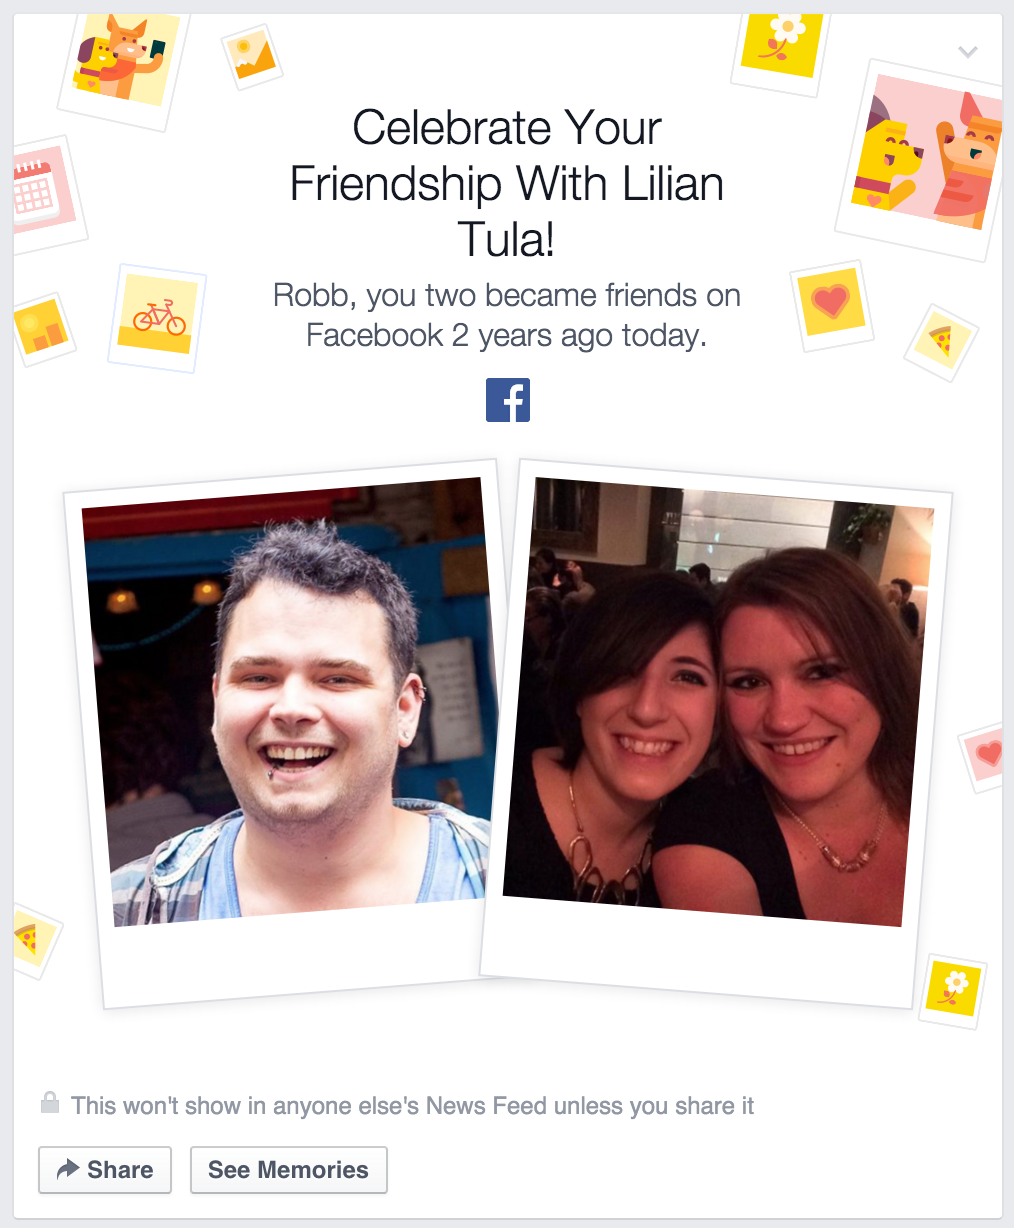 Celebrate Your
Friendship With Lilian
Tula!
Robb, you two became friends on
Facebook 2 years ago today.
This won't show in anyone else's News Feed unless you share it
Share
See Memories